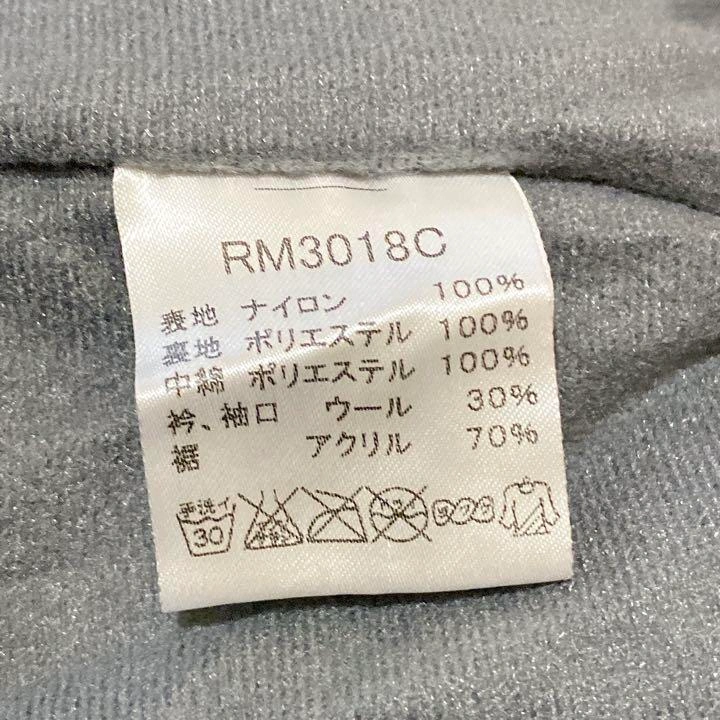 RM3018C
表地 ナイロン 100%
裏地 ポリエステル 100%
中綿 ポリエステル 100%
衿、袖口 ウール 30%
裾 アクリル 70%
手洗イ
30